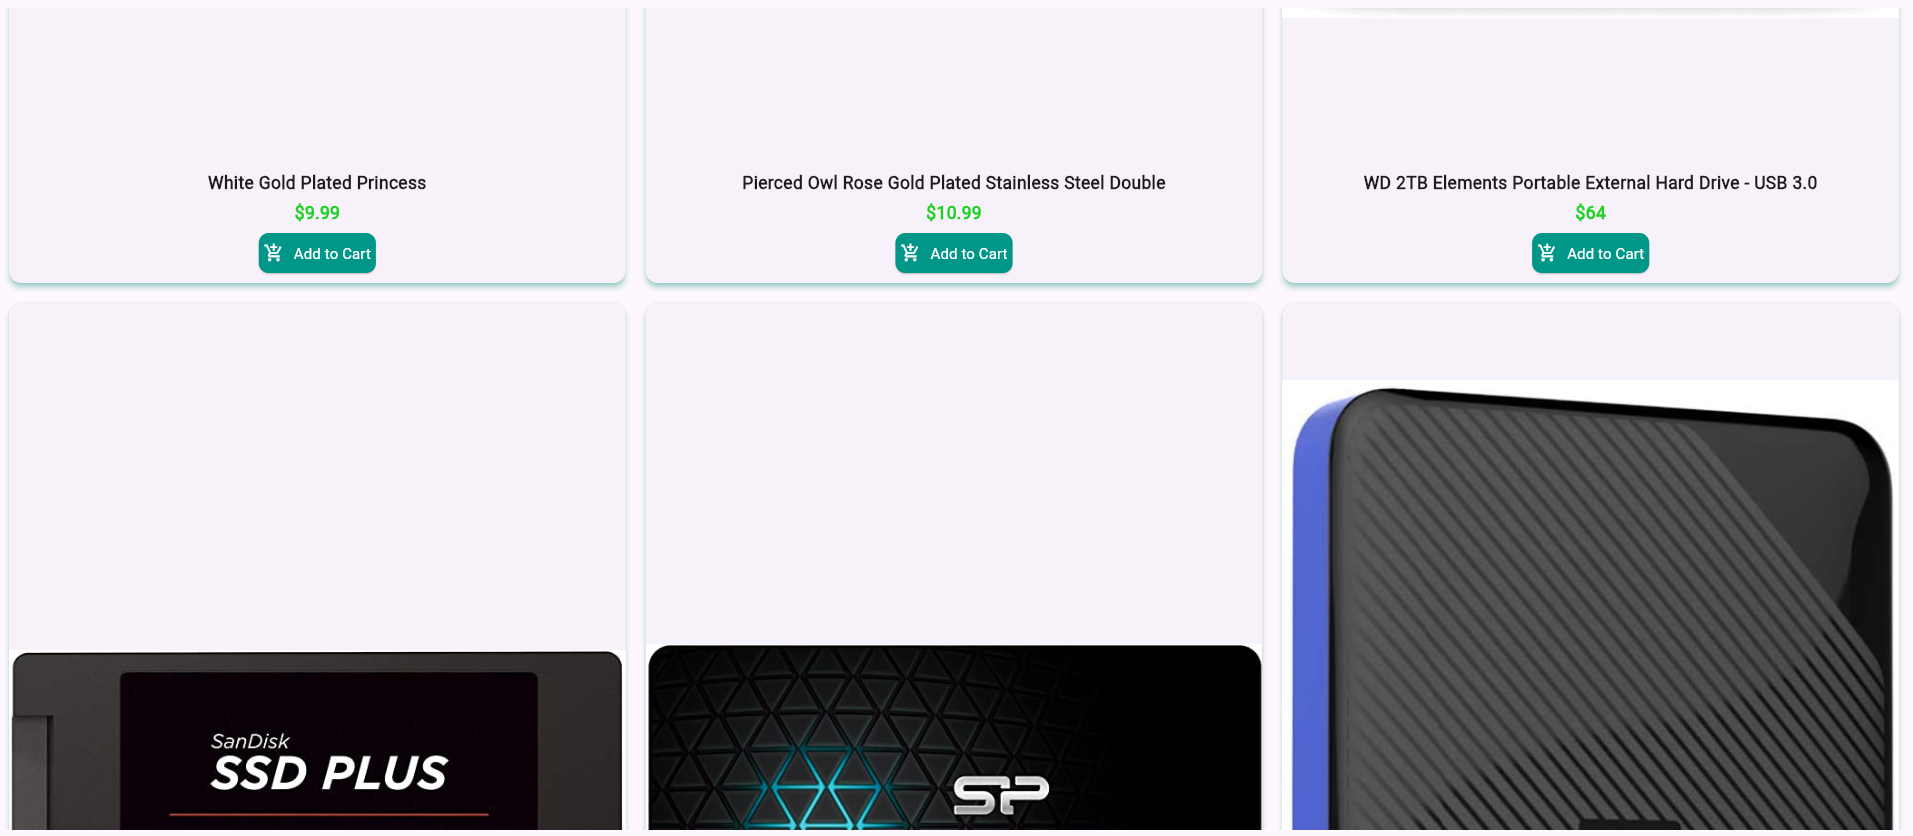 White Gold Plated Princess
$9.99
Add to Cart
Pierced Owl Rose Gold Plated Stainless Steel Double
$10.99
Add to Cart
WD 2TB Elements Portable External Hard Drive - USB 3.0
$64
Add to Cart
SanDisk
SSD PLUS
SP